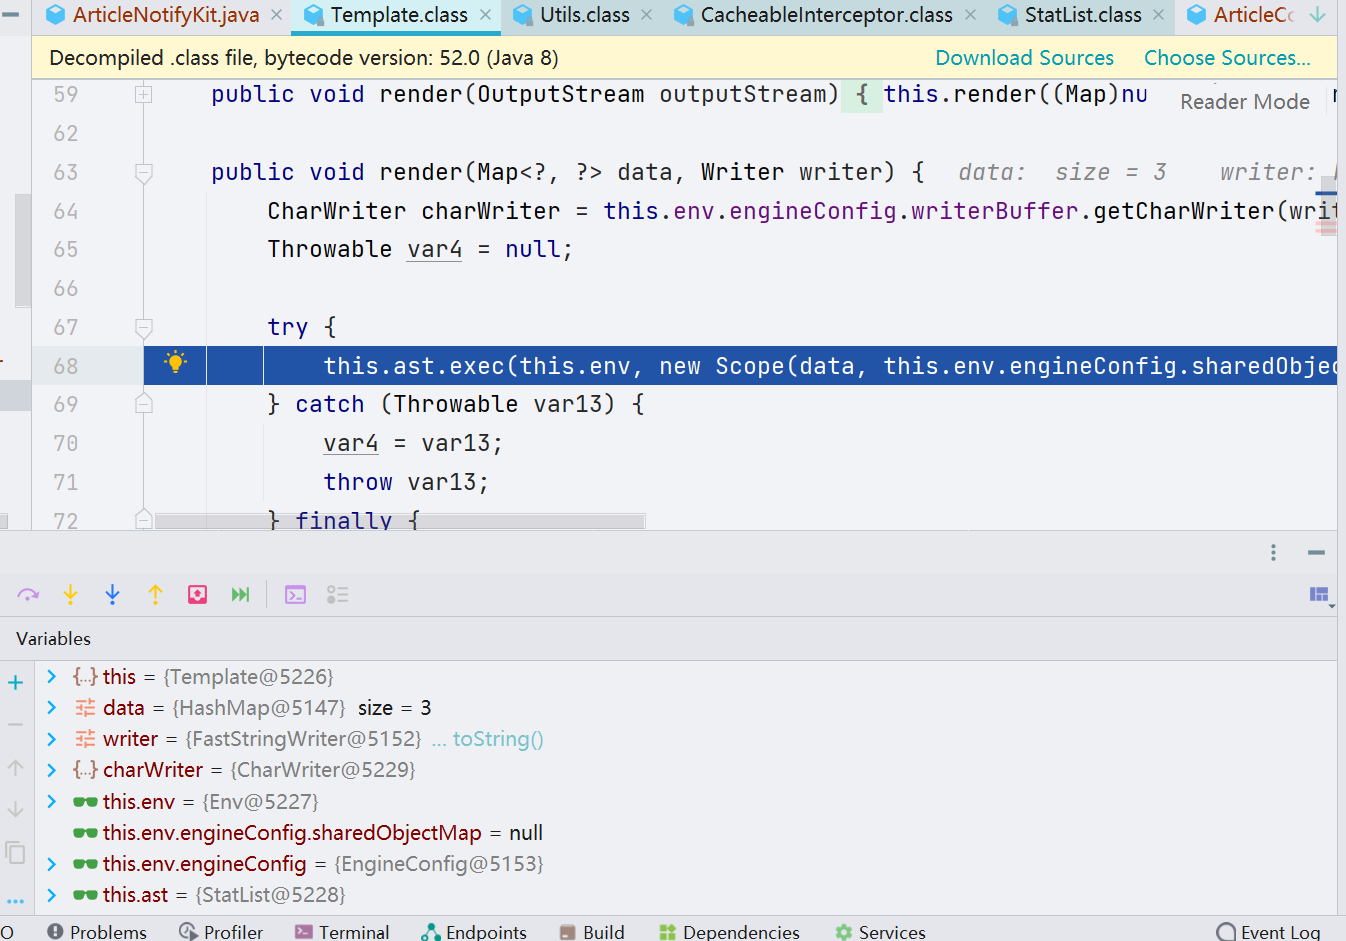 ArticleNotifyKit.java Template.class Utils.class CacheableInterceptor.class StatList.class ArticleCo
Decompiled .class file, bytecode version: 52.0 (Java 8) Download Sources Choose Sources...
59 public void render(OutputStream outputStream) { this.render((Map)nu
Reader Mode
62
63 public void render(Map<?, ?> data, Writer writer) { data: size = 3 writer:
64 CharWriter charWriter = this.env.engineConfig.writerBuffer.getCharWriter(writ
65 Throwable var4 = null;
66
67 try {
68 this.ast.exec(this.env, new Scope(data, this.env.engineConfig.sharedObjec
69 } catch (Throwable var13) {
70 var4 = var13;
71 throw var13;
72 } finally {
Variables
{...} this = {Template@5226}
data = {HashMap@5147} size = 3
writer = {FastStringWriter@5152} ... toString()
{...} charWriter = {CharWriter@5229}
this.env = {Env@5227}
this.env.engineConfig.sharedObjectMap = null
this.env.engineConfig = {EngineConfig@5153}
this.ast = {StatList@5228}
Problems Profiler Terminal Endpoints Build Dependencies Services Event Log